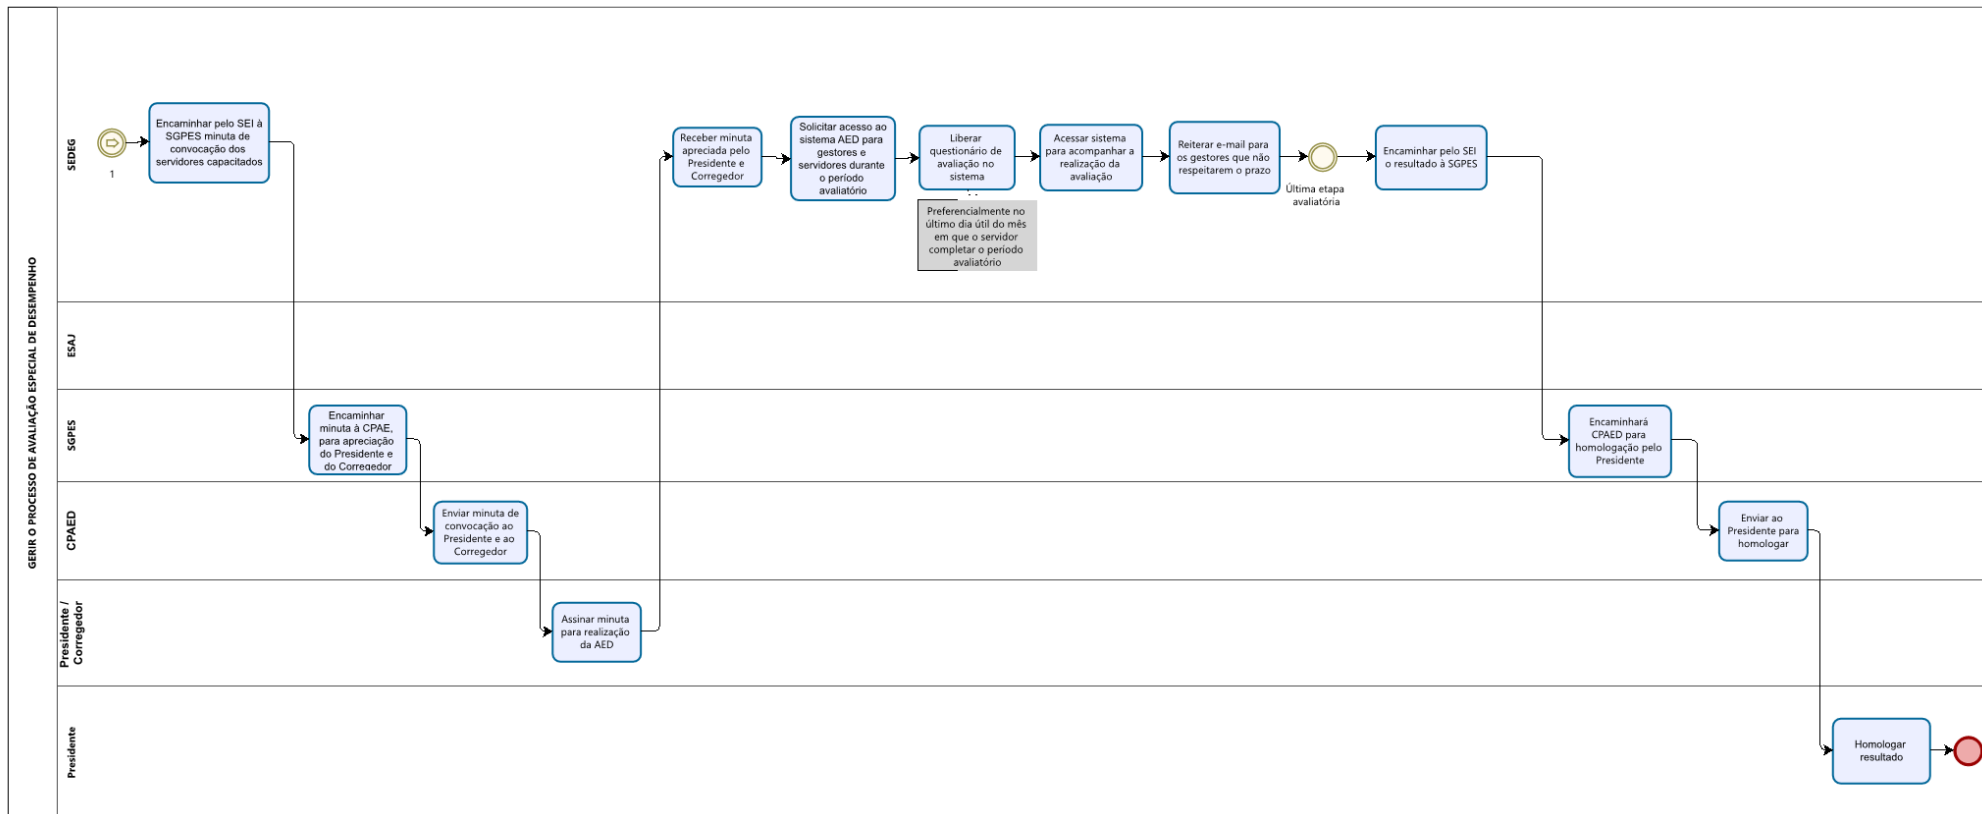 GERIR O PROCESSO DE AVALIAÇÃO ESPECIAL DE DESEMPENHO
SEDEG
1
Encaminhar pelo SEI à
SGPES minuta de
convocação dos
servidores capacitados
Receber minuta
apreciada pelo
Presidente e
Corregedor
Solicitar acesso ao
sistema AED para
gestores e
servidores durante
o período
avaliatório
Liberar
questionário de
avaliação no
sistema
Preferencialmente no
último dia útil do mês
em que o servidor
completar o período
avaliatório
Acessar sistema
para acompanhar a
realização da
avaliação
Reiterar e-mail para
os gestores que não
respeitarem o prazo
Última etapa
avaliatória
Encaminhar pelo SEI
o resultado à SGPES
ESAJ
SGPES
Encaminhar
minuta à CPAE,
para apreciação
do Presidente e
do Corregedor
Encaminhará
CPAED para
homologação pelo
Presidente
CPAED
Enviar minuta de
convocação ao
Presidente e ao
Corregedor
Enviar ao
Presidente para
homologar
Presidente /
Corregedor
Assinar minuta
para realização
da AED
Presidente
Homologar
resultado